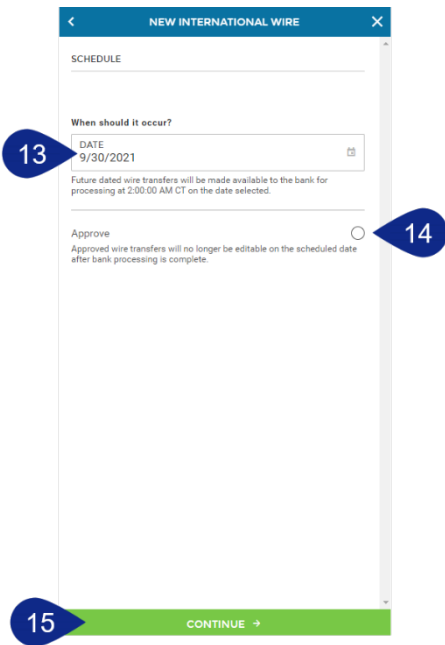 NEW INTERNATIONAL WIRE
SCHEDULE
When should it occur?
DATE
13
9/30/2021
Future dated wire transfers will be made available to the bank for
processing at 2:00:00 AM CT on the date selected.
Approve
14
Approved wire transfers will no longer be editable on the scheduled date
after bank processing is complete.
15
CONTINUE →